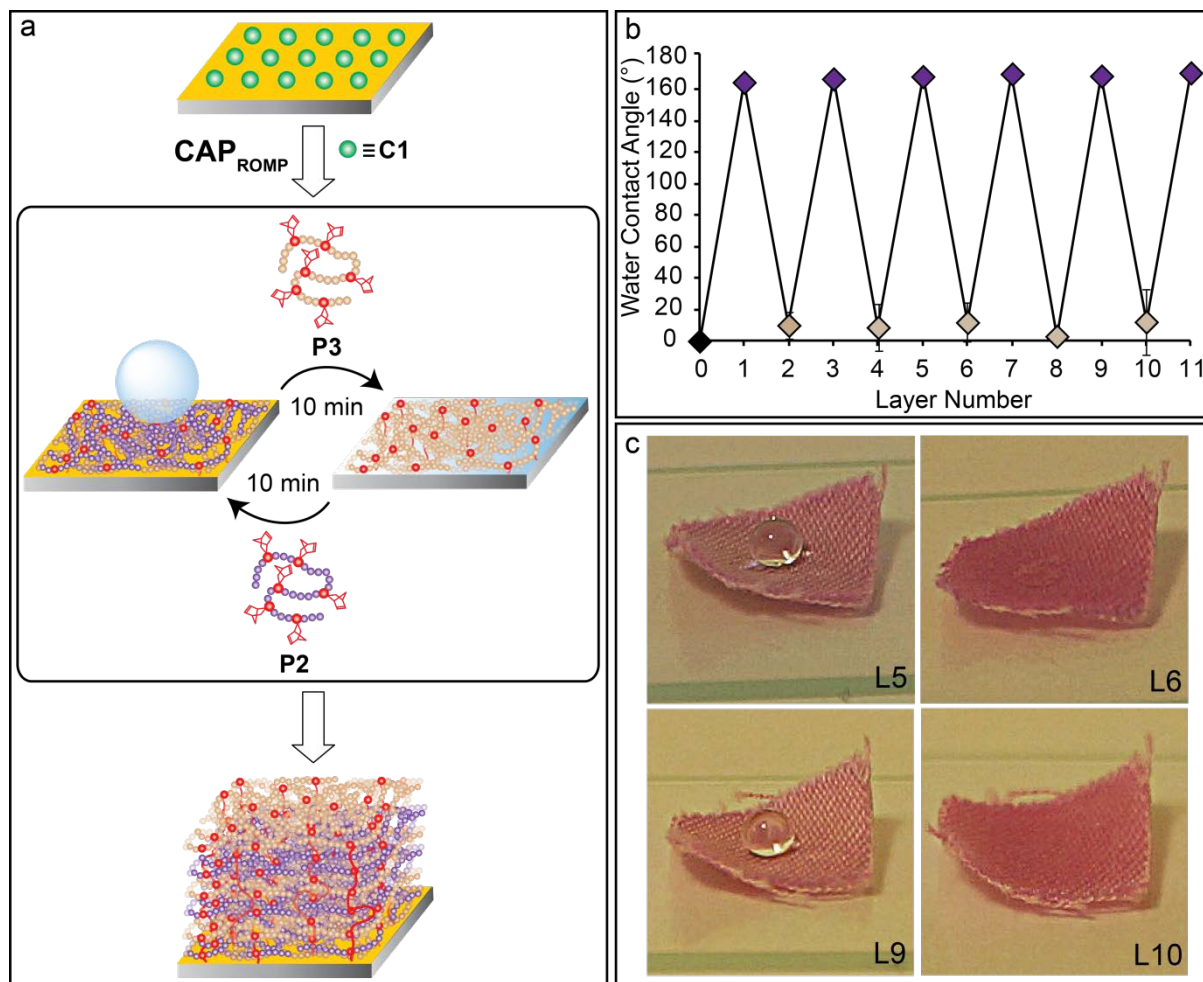 a
CAP_ROMP ≡C1
P3
10 min
10 min
P2
b
Water Contact Angle (°)
180
160
140
120
100
80
60
40
20
0
0 1 2 3 4 5 6 7 8 9 10 11
Layer Number
c
L5
L6
L9
L10